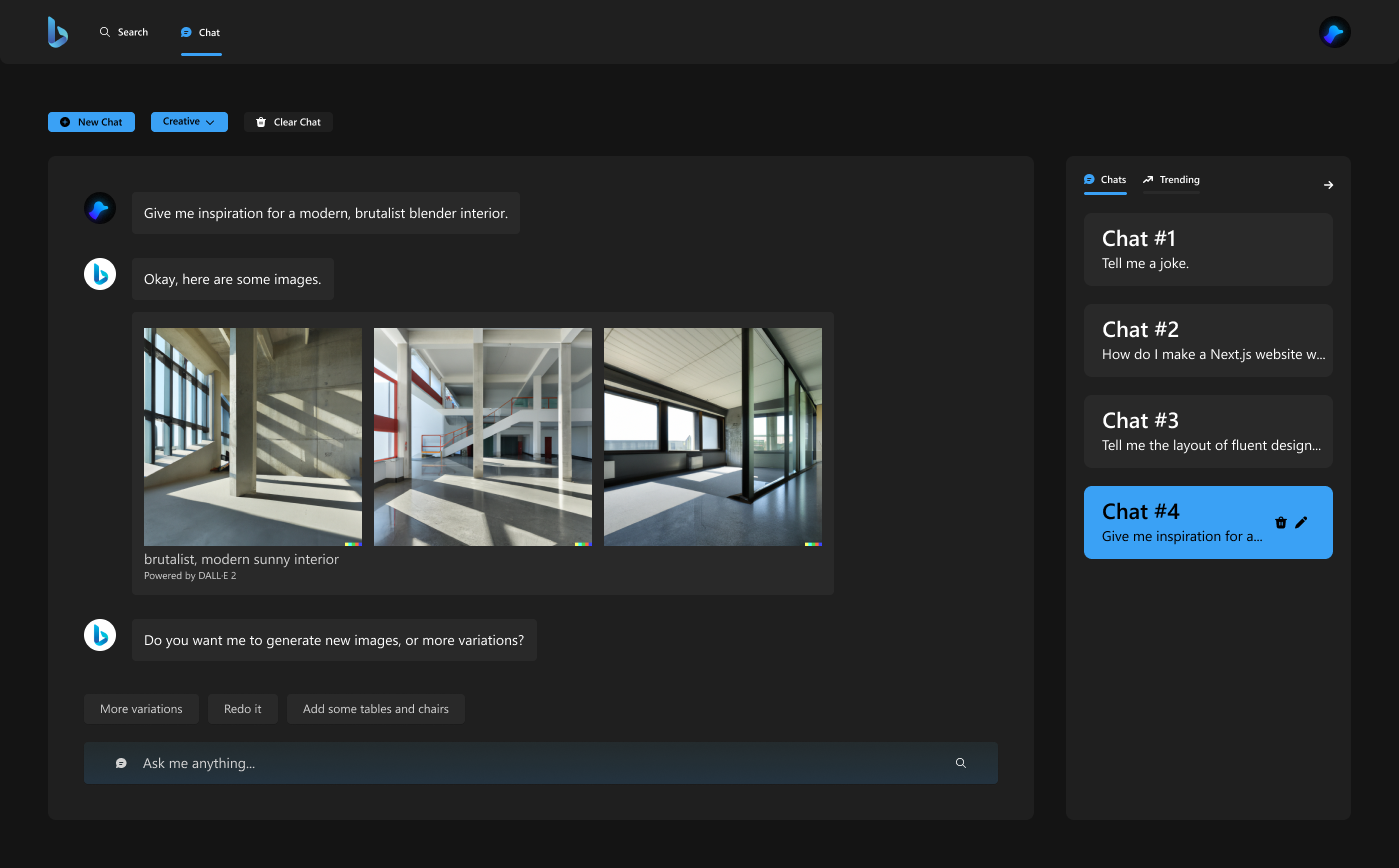 Search
Chat
New Chat
Creative
Clear Chat
Give me inspiration for a modern, brutalist blender interior.
Okay, here are some images.
brutalist, modern sunny interior
Powered by DALL·E 2
Do you want me to generate new images, or more variations?
More variations
Redo it
Add some tables and chairs
Ask me anything...
Chats
Trending
Chat #1
Tell me a joke.
Chat #2
How do I make a Next.js website w...
Chat #3
Tell me the layout of fluent design...
Chat #4
Give me inspiration for a...